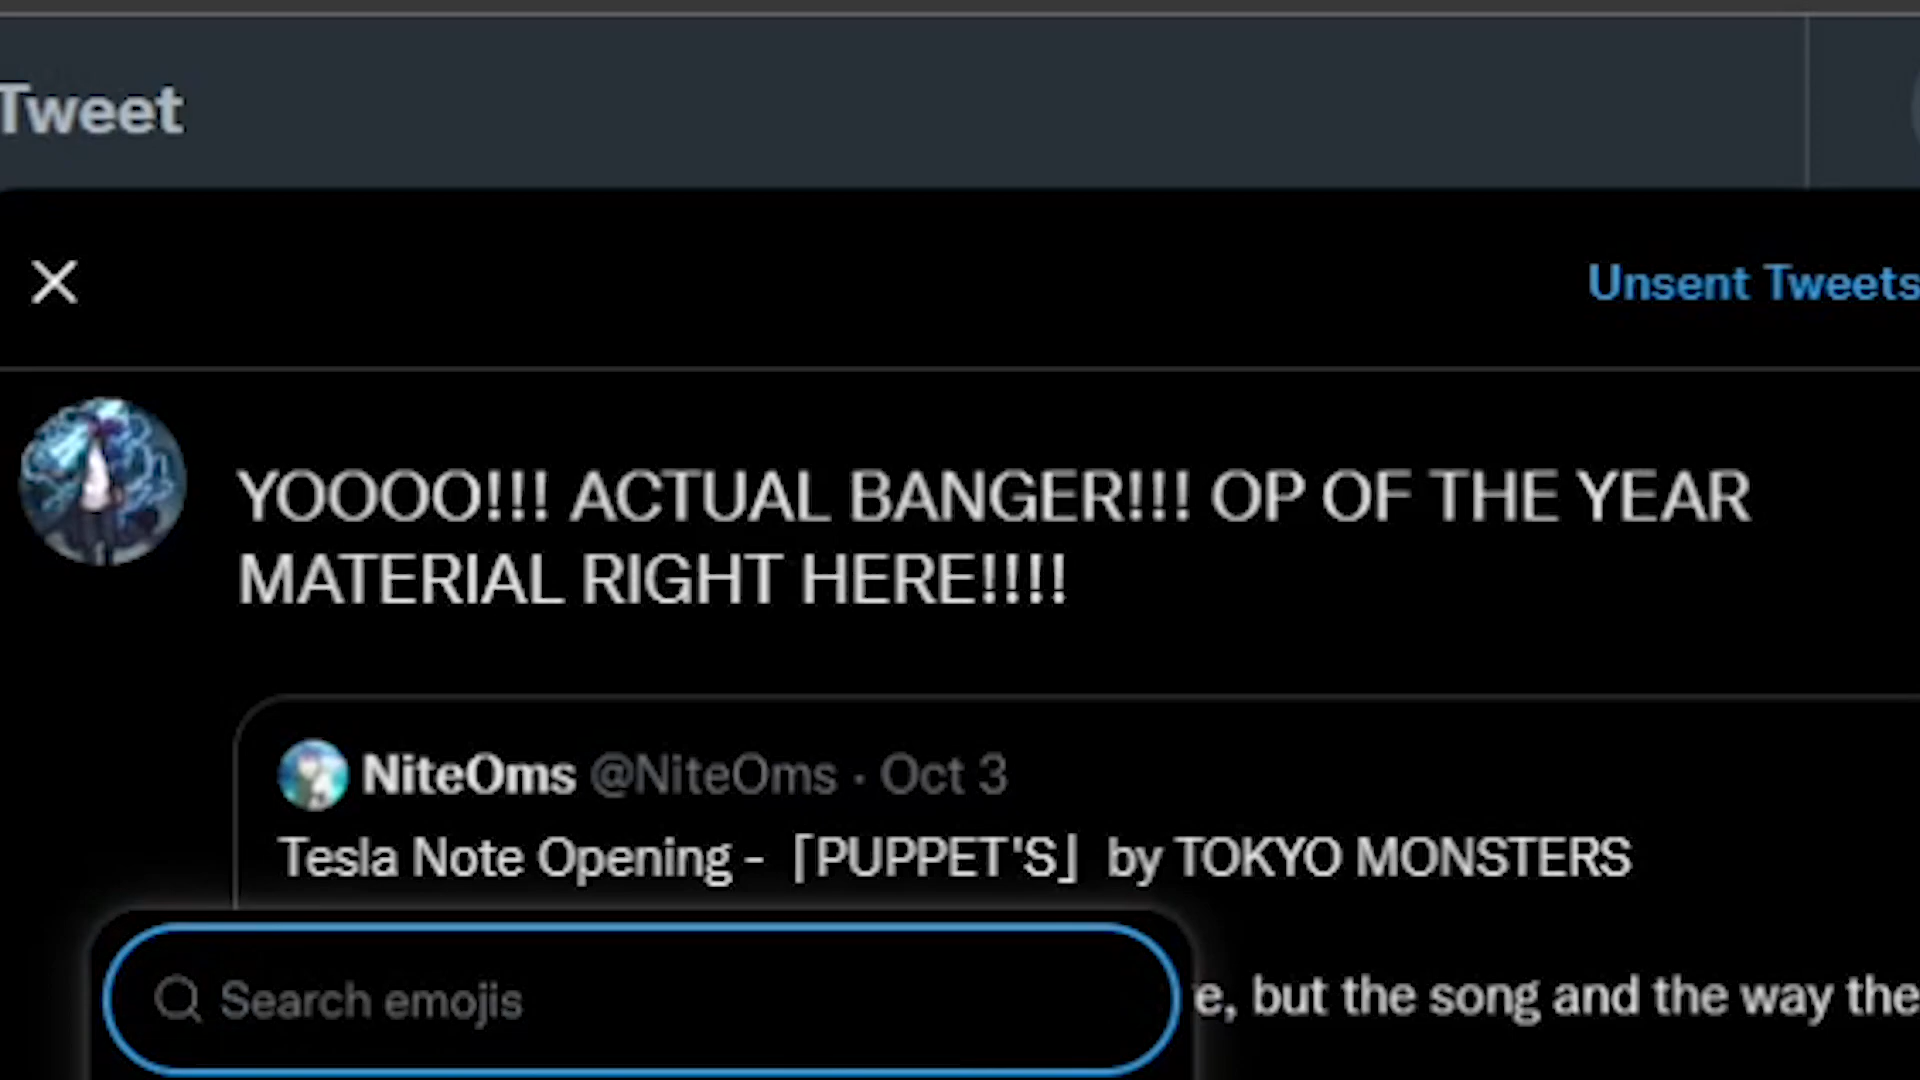 Tweet
Unsent Tweets
YOOOO!!! ACTUAL BANGER!!! OP OF THE YEAR
MATERIAL RIGHT HERE!!!!
NiteOms @NiteOms · Oct 3
Tesla Note Opening - 「PUPPET'S」 by TOKYO MONSTERS
Search emojis
e, but the song and the way the